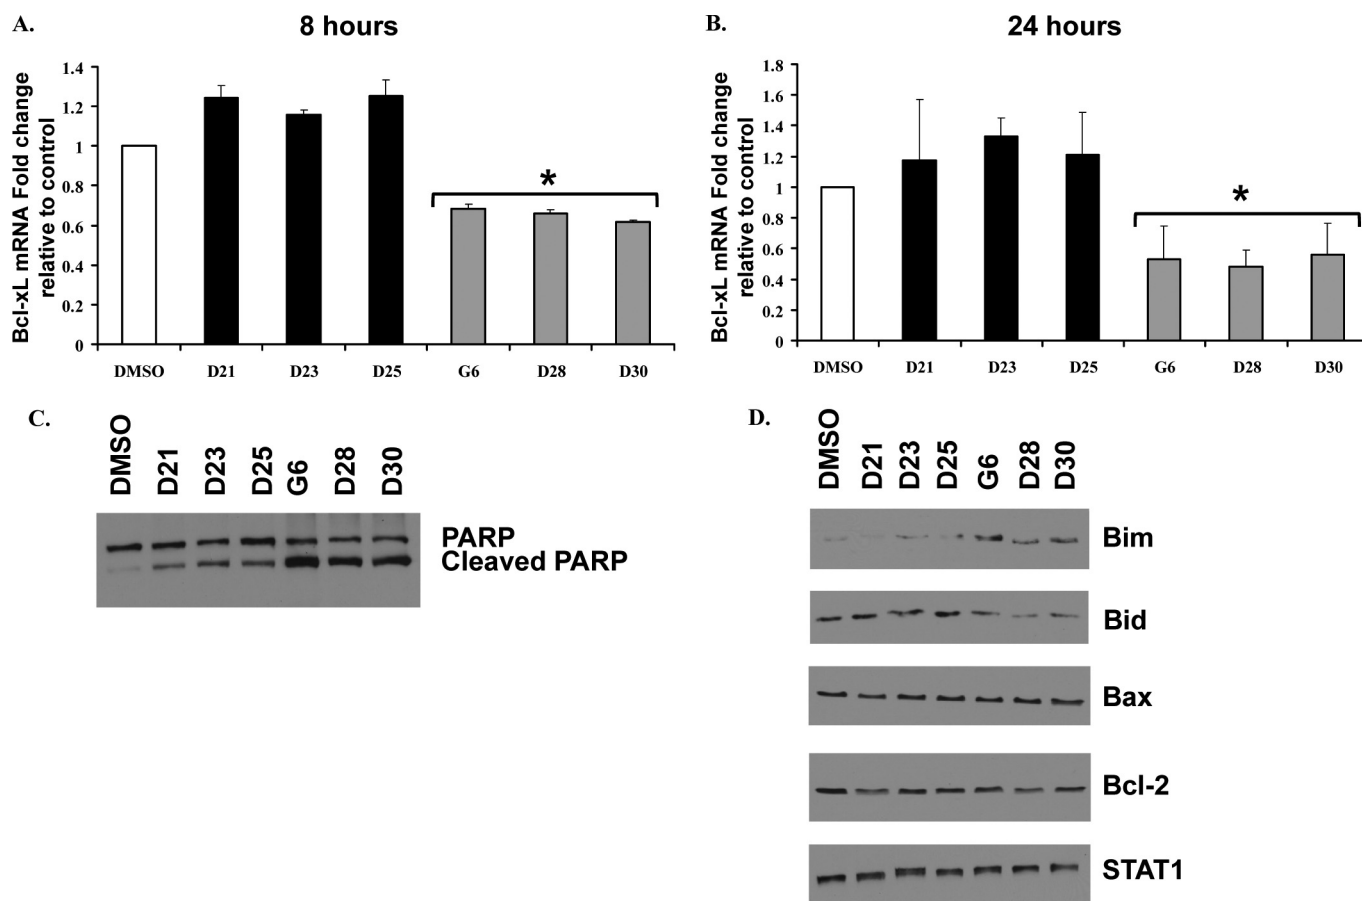 A.
8 hours
Bcl-xL mRNA Fold change
relative to control
1.4
1.2
1
0.8
0.6
0.4
0.2
0
*
DMSO D21 D23 D25 G6 D28 D30
B.
24 hours
Bcl-xL mRNA Fold change
relative to control
1.8
1.6
1.4
1.2
1
0.8
0.6
0.4
0.2
0
*
DMSO D21 D23 D25 G6 D28 D30
C.
DMSO D21 D23 D25 G6 D28 D30
PARP
Cleaved PARP
D.
DMSO D21 D23 D25 G6 D28 D30
Bim
Bid
Bax
Bcl-2
STAT1